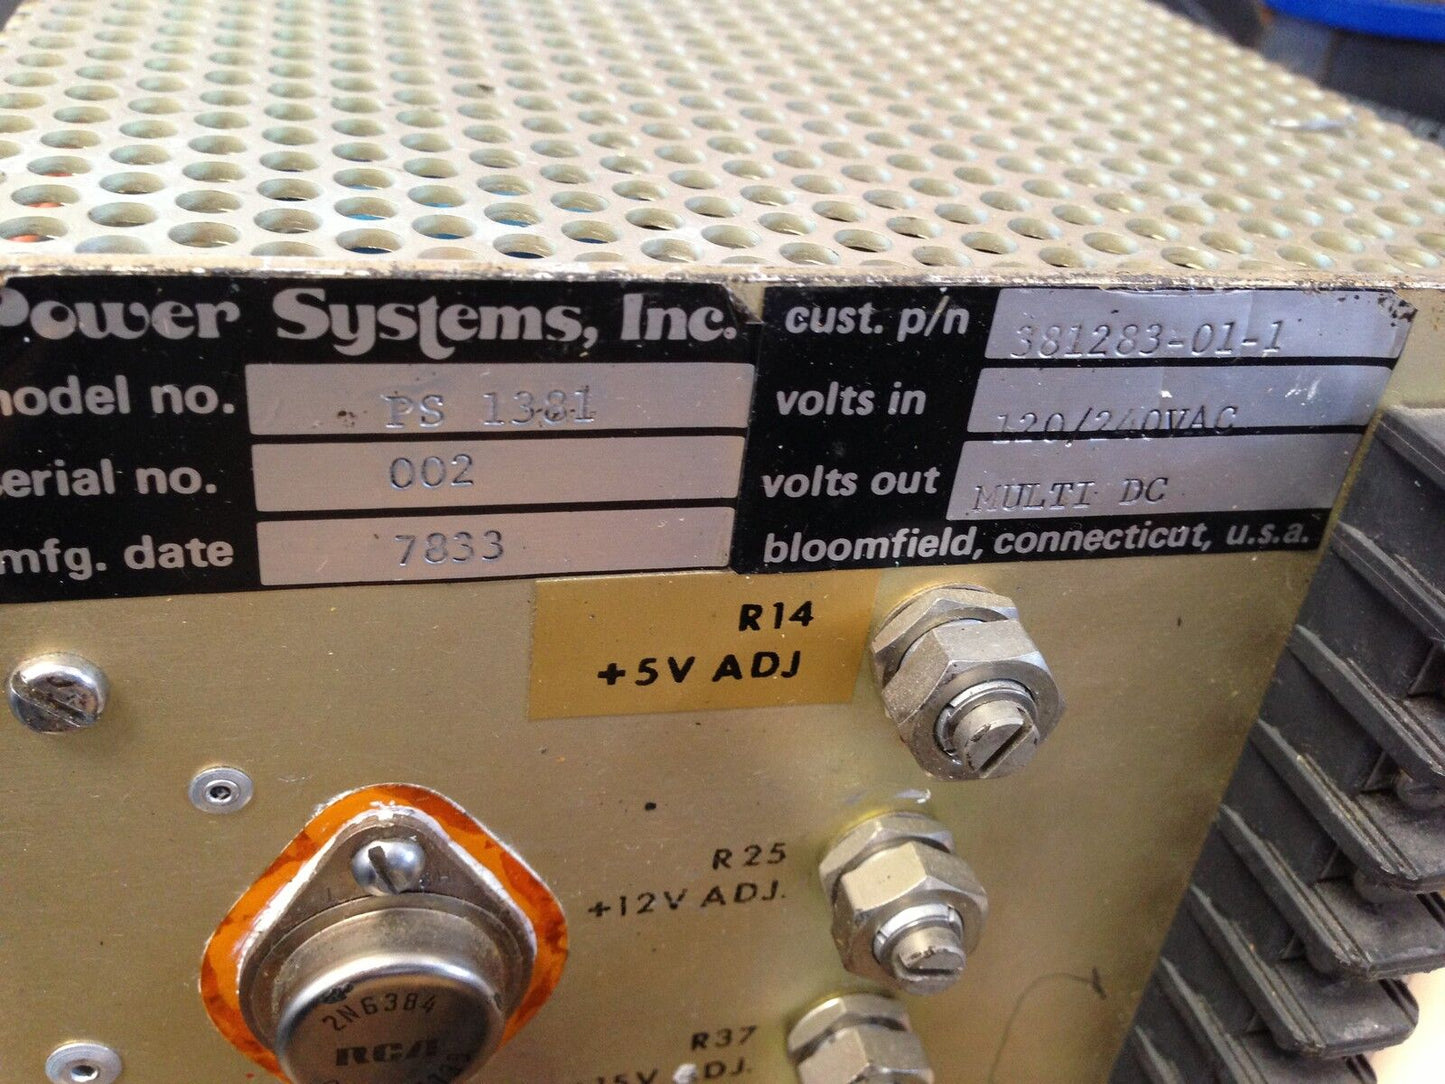 Power Systems, Inc.
model no. PS 1381
serial no. 002
mfg. date 7833
cust. p/n 381283-01-1
volts in 120/240VAC
volts out MULTI DC
bloomfield, connecticut, u.s.a.
R14
+5V ADJ
R25
+12V ADJ.
R37
ADJ.
2N6384
RCA